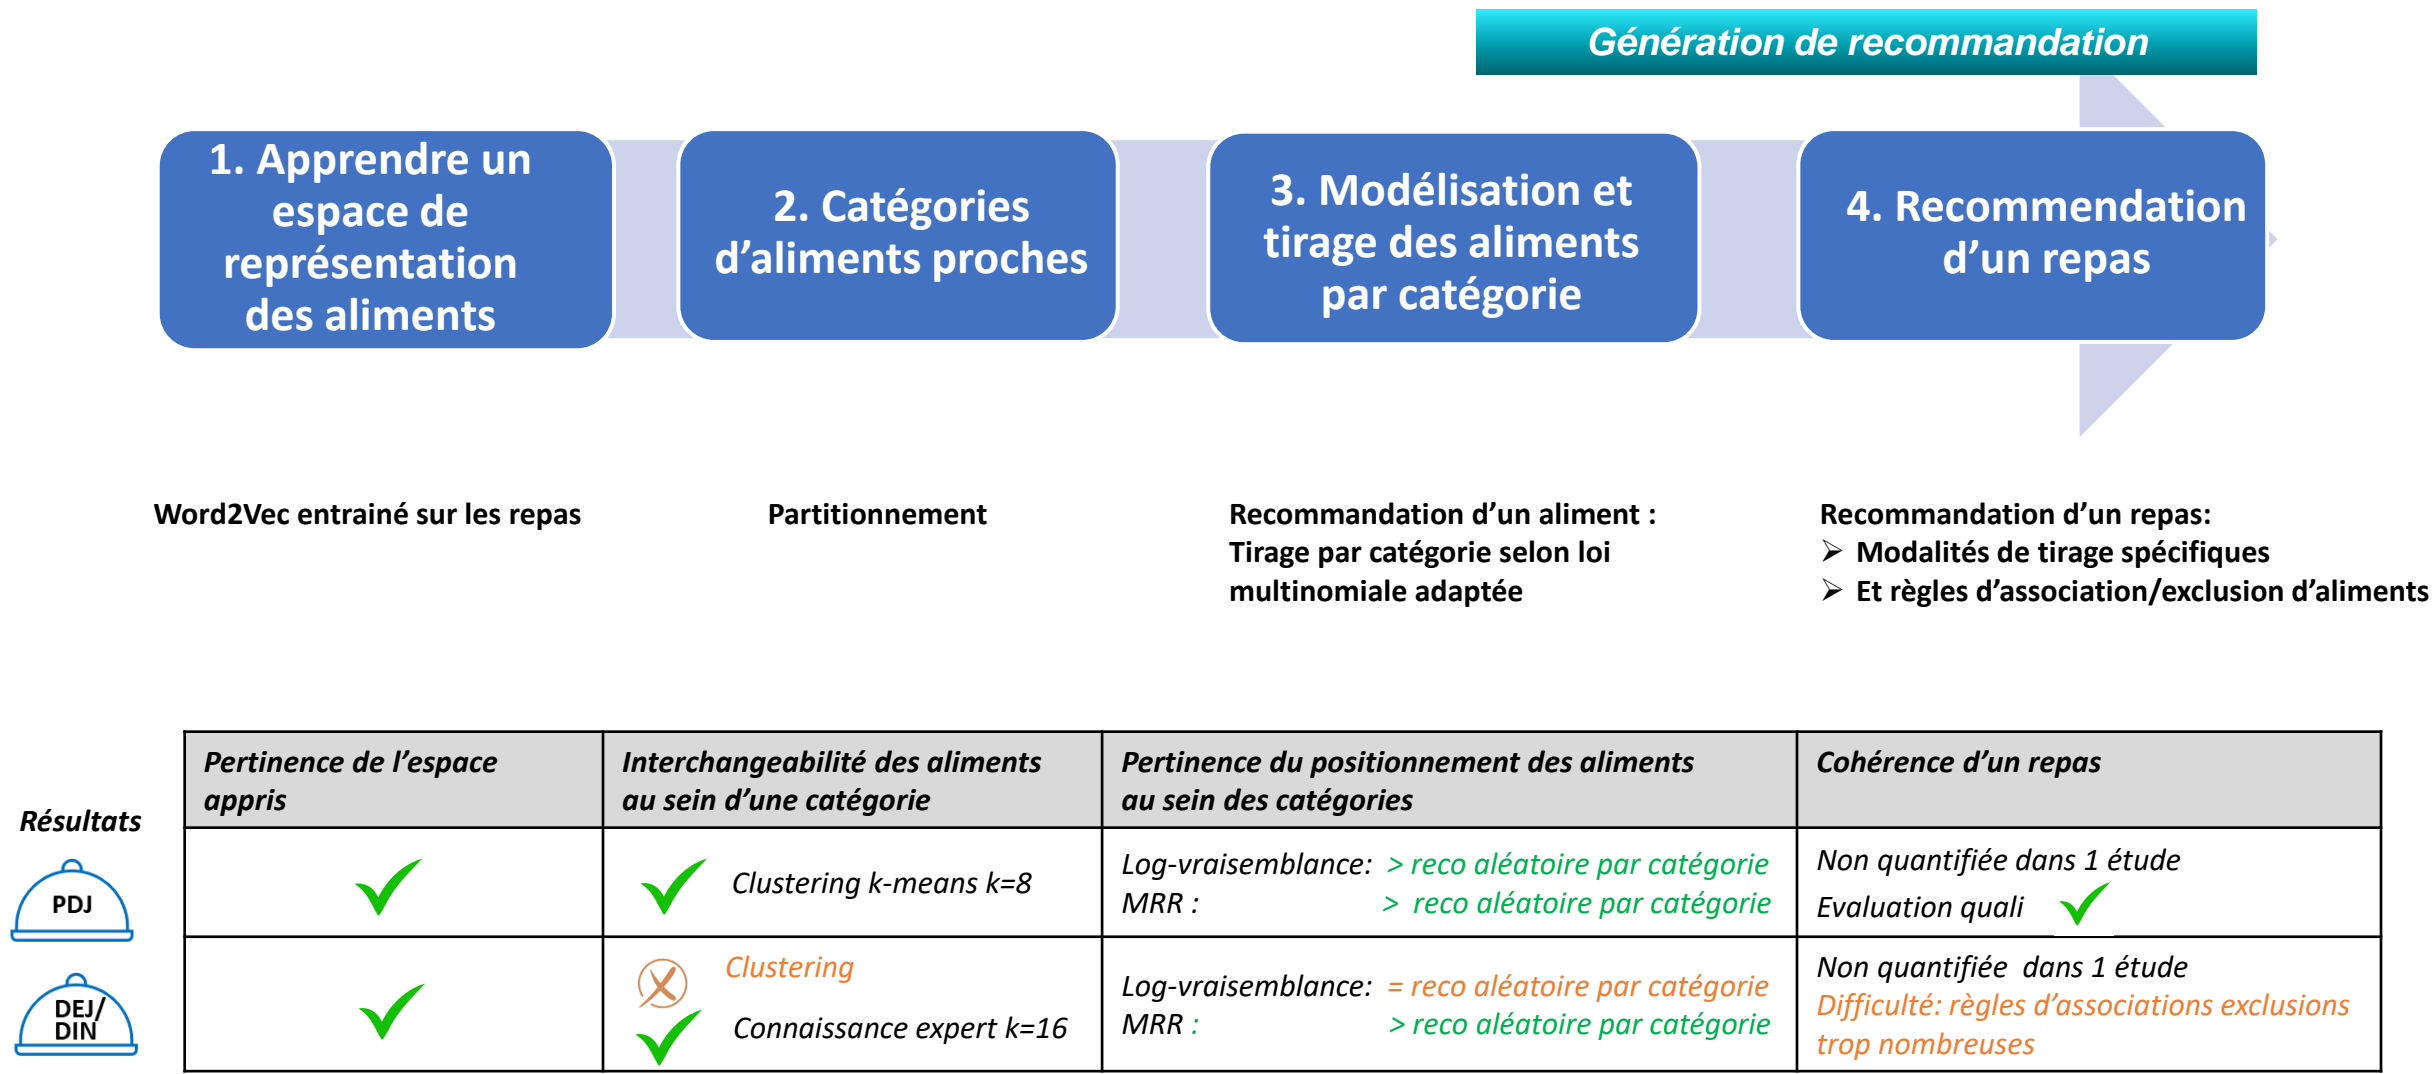 Génération de recommandation
1. Apprendre un
espace de
représentation
des aliments
2. Catégories
d’aliments proches
3. Modélisation et
tirage des aliments
par catégorie
4. Recommendation
d’un repas
Word2Vec entrainé sur les repas
Partitionnement
Recommandation d’un aliment :
Tirage par catégorie selon loi
multinomiale adaptée
Recommandation d’un repas:
➢ Modalités de tirage spécifiques
➢ Et règles d’association/exclusion d’aliments
Résultats
Pertinence de l’espace
appris
Interchangeabilité des aliments
au sein d’une catégorie
Pertinence du positionnement des aliments
au sein des catégories
Cohérence d’un repas
PDJ
Clustering k-means k=8
Log-vraisemblance: > reco aléatoire par catégorie
MRR : > reco aléatoire par catégorie
Non quantifiée dans 1 étude
Evaluation quali
DEJ/
DIN
Clustering
Connaissance expert k=16
Log-vraisemblance: = reco aléatoire par catégorie
MRR : > reco aléatoire par catégorie
Non quantifiée dans 1 étude
Difficulté: règles d’associations exclusions
trop nombreuses